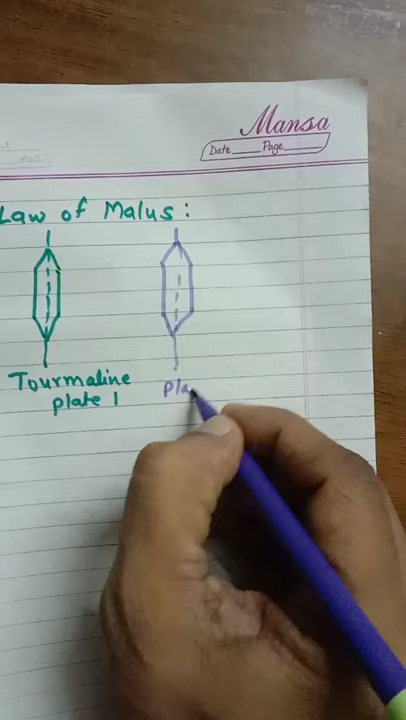 Mansa
Date Page
Law of Malus:
Tourmaline
plate 1
Pla